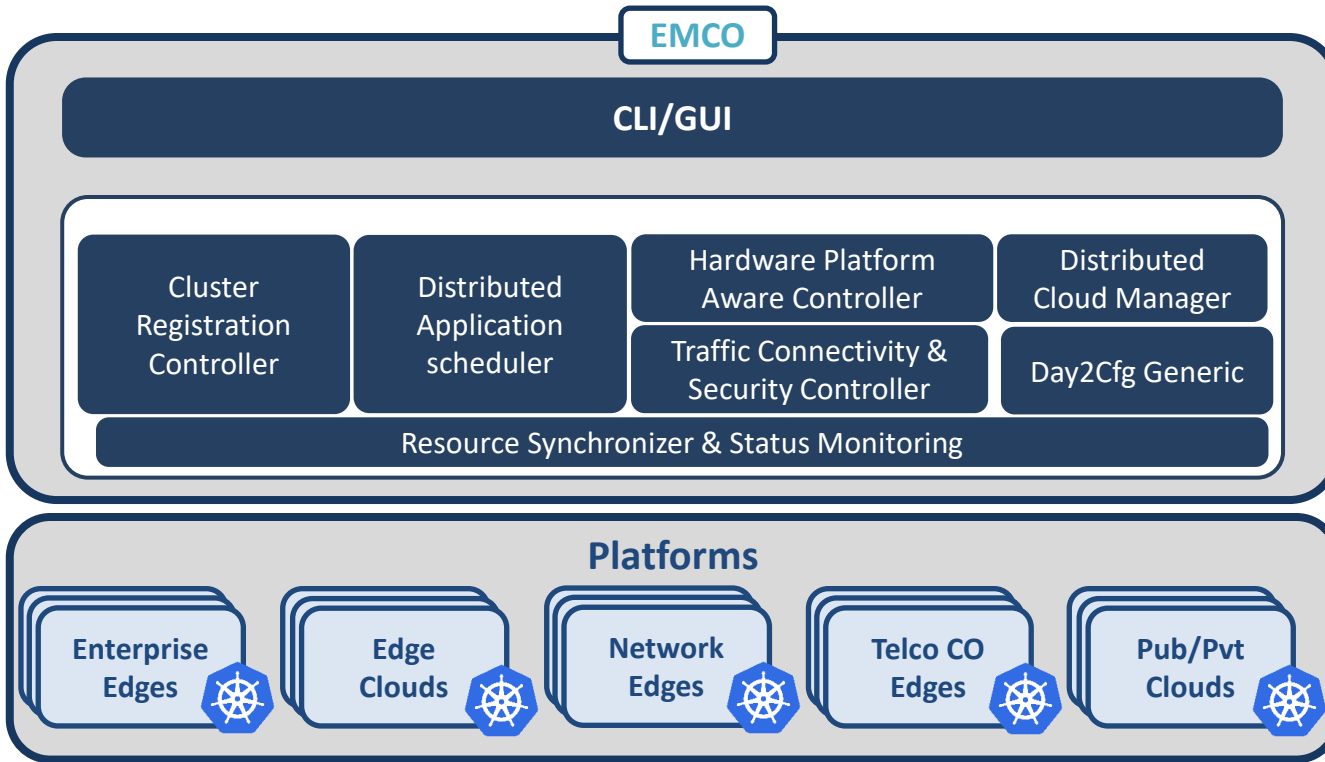 EMCO
CLI/GUI
Cluster
Registration
Controller
Distributed
Application
scheduler
Hardware Platform
Aware Controller
Traffic Connectivity &
Security Controller
Distributed
Cloud Manager
Day2Cfg Generic
Resource Synchronizer & Status Monitoring
Platforms
Enterprise
Edges
Edge
Clouds
Network
Edges
Telco CO
Edges
Pub/Pvt
Clouds